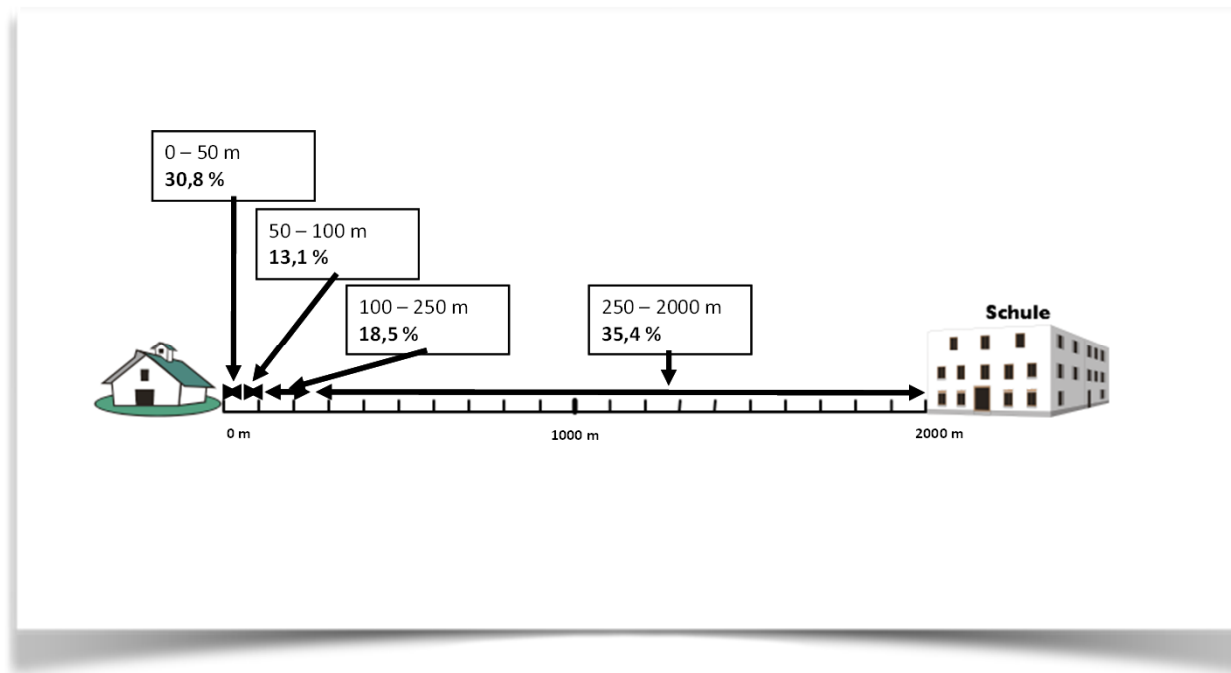 0 – 50 m
30,8 %
50 – 100 m
13,1 %
100 – 250 m
18,5 %
250 – 2000 m
35,4 %
Schule
0 m
1000 m
2000 m